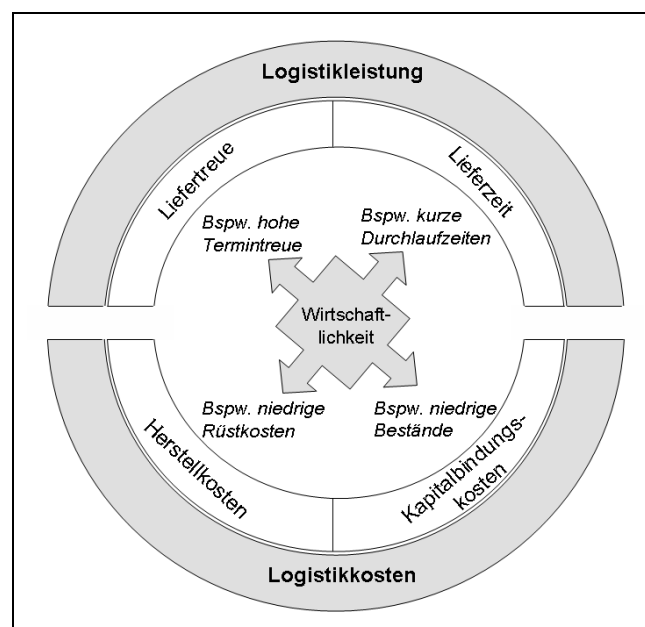 Logistikleistung
Liefertreue
Lieferzeit
Bspw. hohe
Termintreue
Bspw. kurze
Durchlaufzeiten
Wirtschaft-
lichkeit
Bspw. niedrige
Rüstkosten
Bspw. niedrige
Bestände
Herstellkosten
Kapitalbindungs-
kosten
Logistikkosten